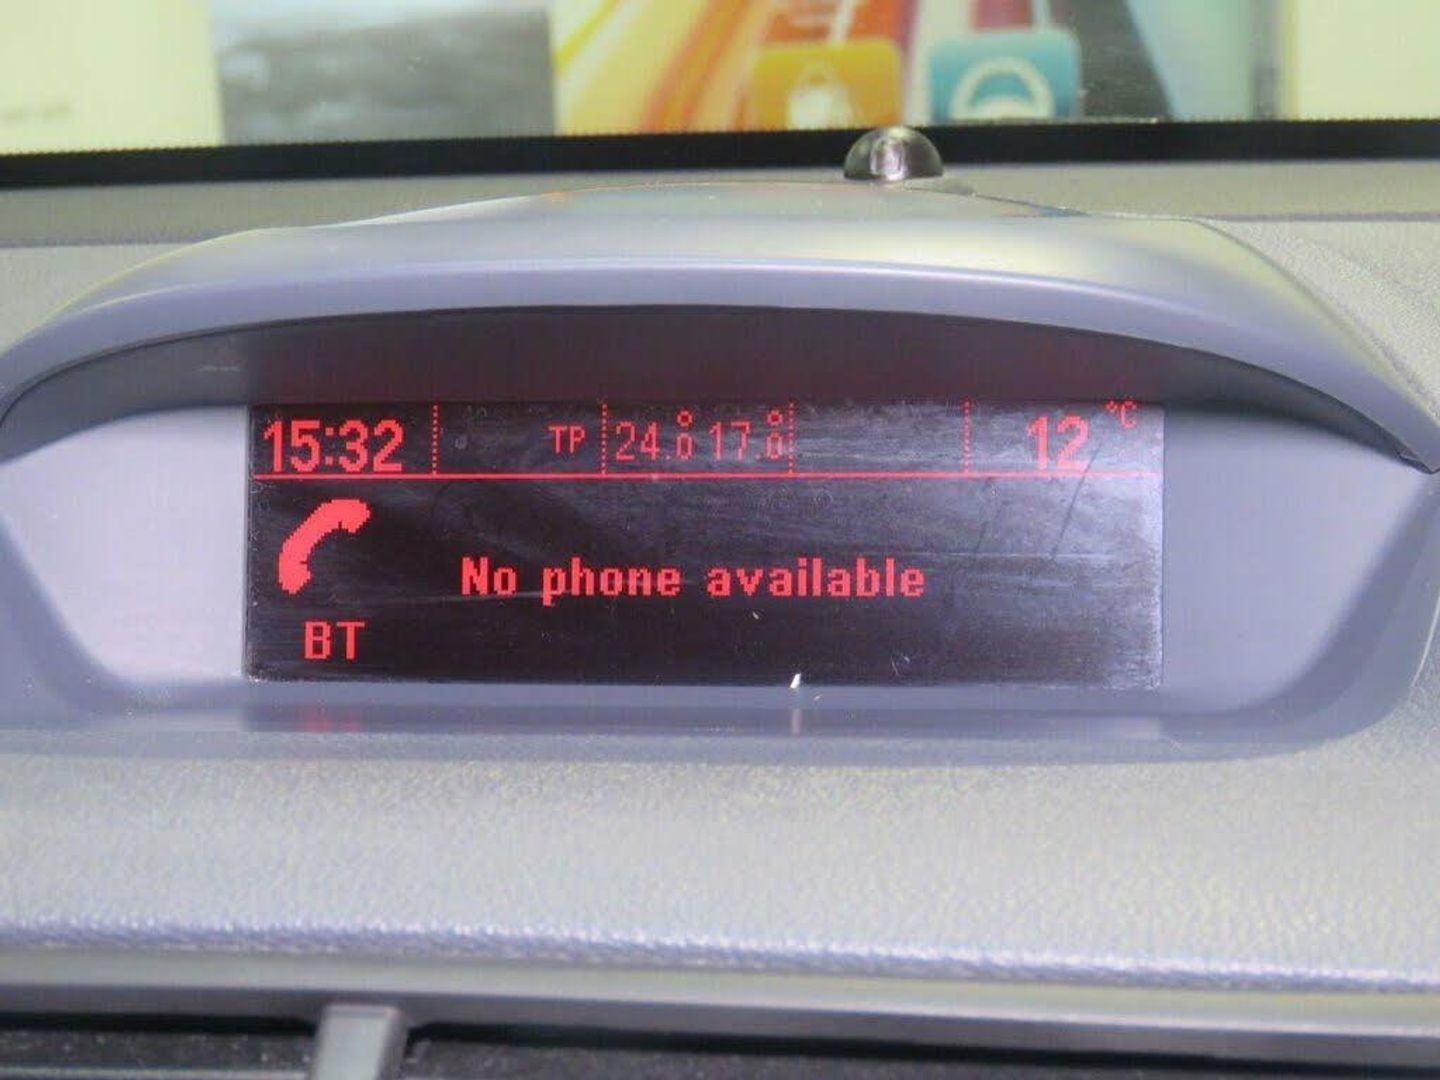 15:32 TP 24.0° 17.0° 12 °C
No phone available
BT